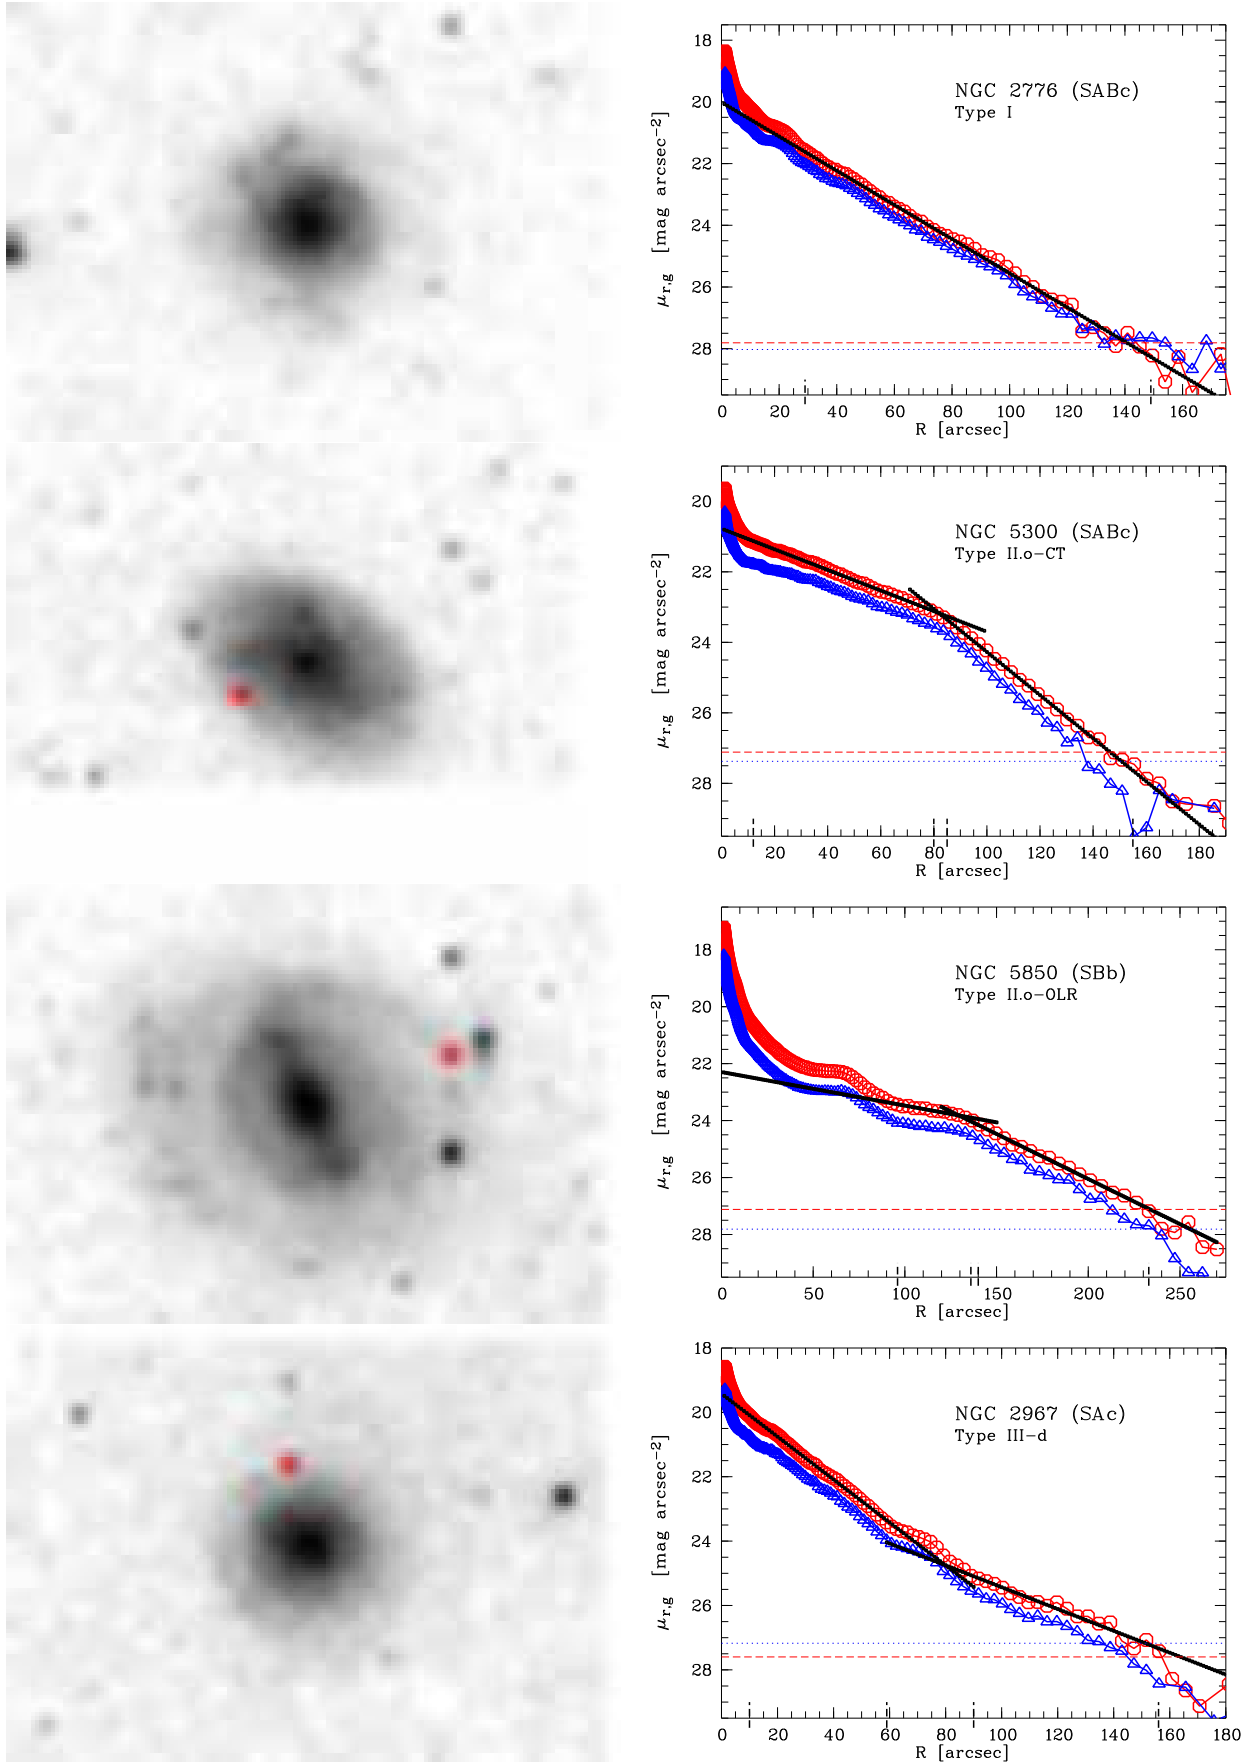 NGC 2776 (SABc)
Type I
μr,g [mag arcsec−2]
18
20
22
24
26
28
0 20 40 60 80 100 120 140 160
R [arcsec]
NGC 5300 (SABc)
Type II.o−CT
μr,g [mag arcsec−2]
20
22
24
26
28
0 20 40 60 80 100 120 140 160 180
R [arcsec]
NGC 5850 (SBb)
Type II.o−OLR
μr,g [mag arcsec−2]
18
20
22
24
26
28
0 50 100 150 200 250
R [arcsec]
NGC 2967 (SAc)
Type III−d
μr,g [mag arcsec−2]
18
20
22
24
26
28
0 20 40 60 80 100 120 140 160 180
R [arcsec]